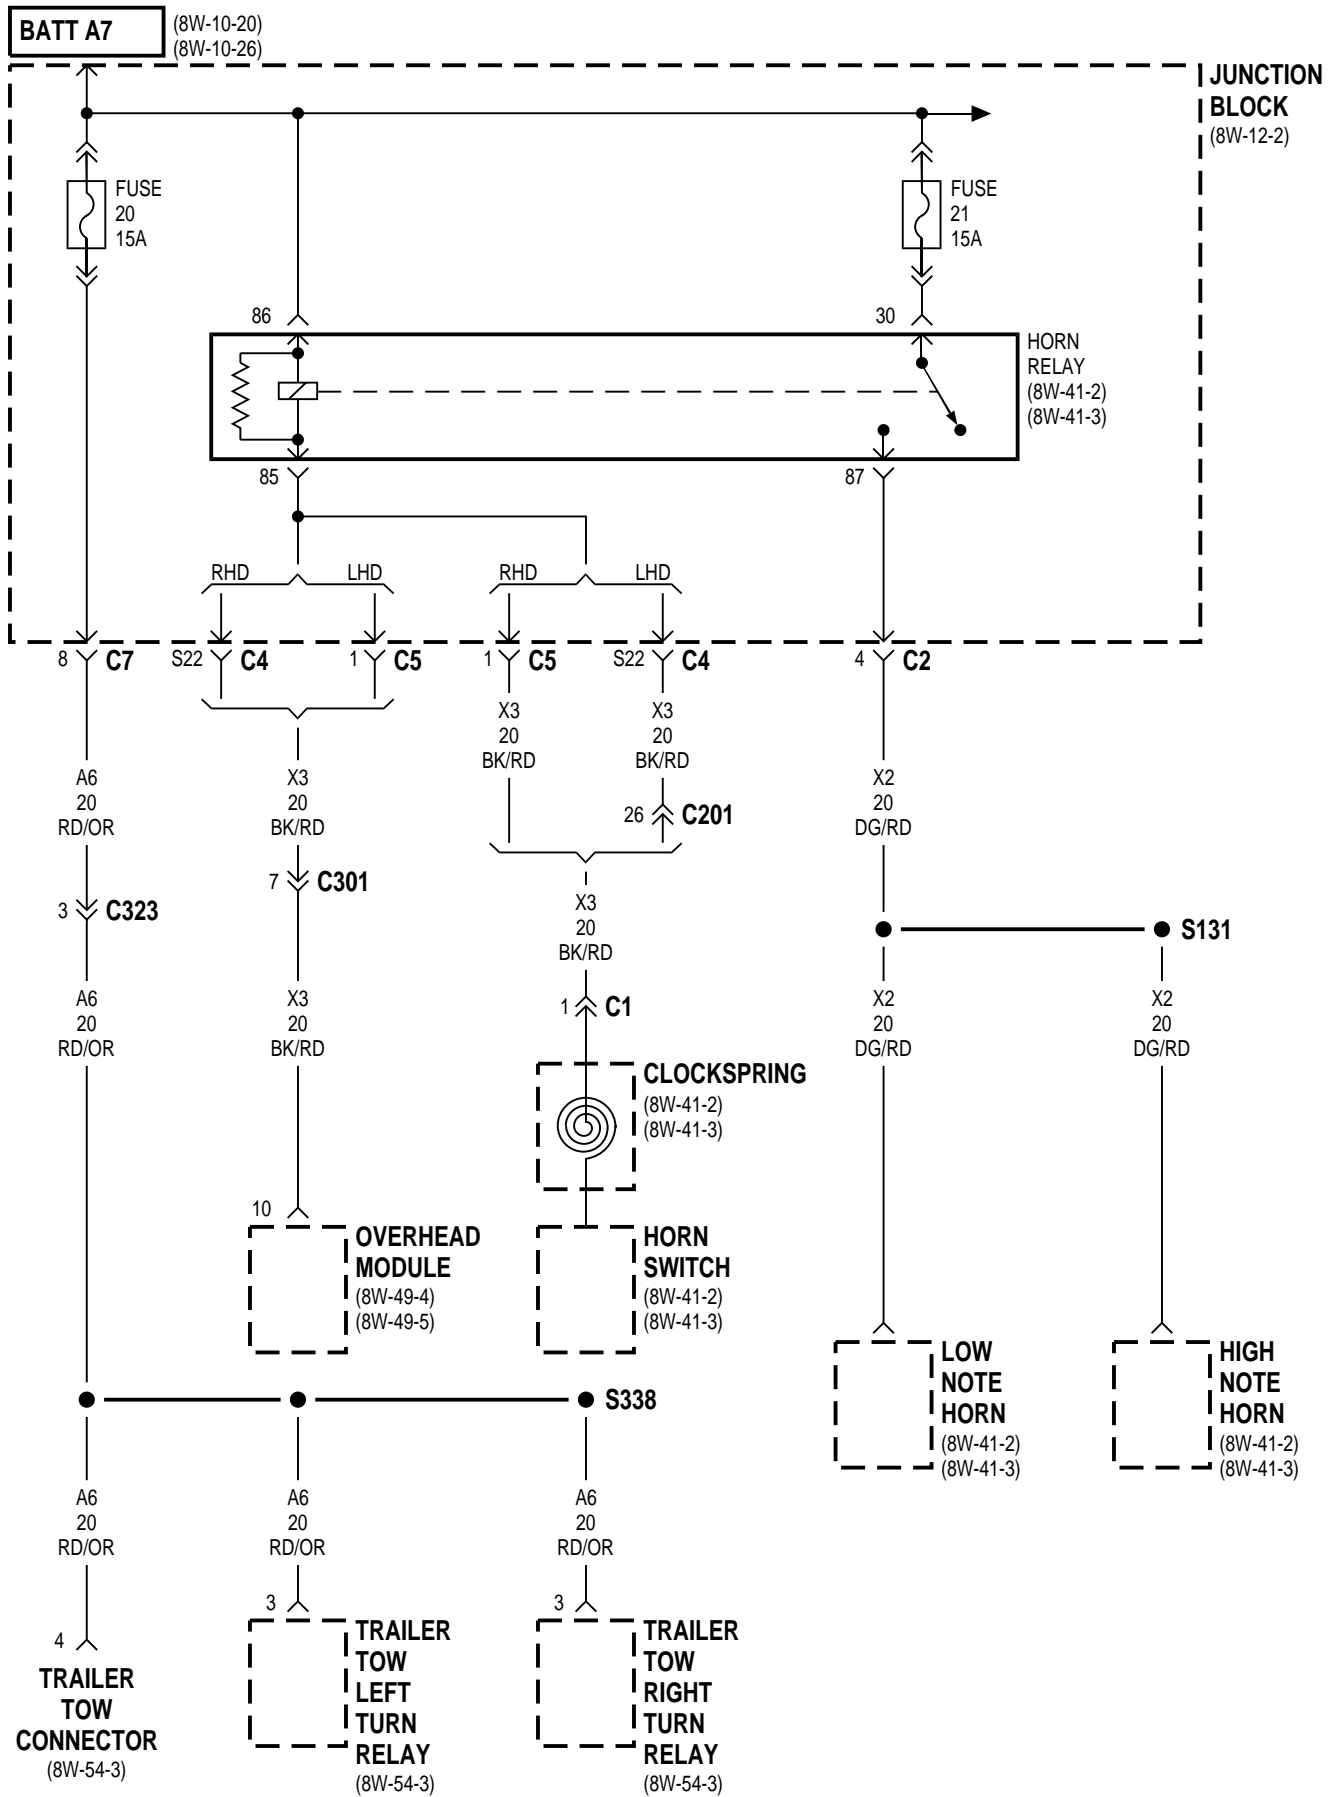 BATT A7
(8W-10-20)
(8W-10-26)
JUNCTION
BLOCK
(8W-12-2)
FUSE
20
15A
FUSE
21
15A
86
30
HORN
RELAY
(8W-41-2)
(8W-41-3)
85
87
RHD
LHD
RHD
LHD
8
C7
S22
C4
1
C5
1
C5
S22
C4
4
C2
X3
20
BK/RD
X3
20
BK/RD
A6
20
RD/OR
X3
20
BK/RD
X2
20
DG/RD
26
C201
7
C301
3
C323
X3
20
BK/RD
S131
A6
20
RD/OR
X3
20
BK/RD
1
C1
X2
20
DG/RD
X2
20
DG/RD
CLOCKSPRING
(8W-41-2)
(8W-41-3)
10
OVERHEAD
MODULE
(8W-49-4)
(8W-49-5)
HORN
SWITCH
(8W-41-2)
(8W-41-3)
LOW
NOTE
HORN
(8W-41-2)
(8W-41-3)
HIGH
NOTE
HORN
(8W-41-2)
(8W-41-3)
S338
A6
20
RD/OR
A6
20
RD/OR
A6
20
RD/OR
4
TRAILER
TOW
CONNECTOR
(8W-54-3)
3
TRAILER
TOW
LEFT
TURN
RELAY
(8W-54-3)
3
TRAILER
TOW
RIGHT
TURN
RELAY
(8W-54-3)